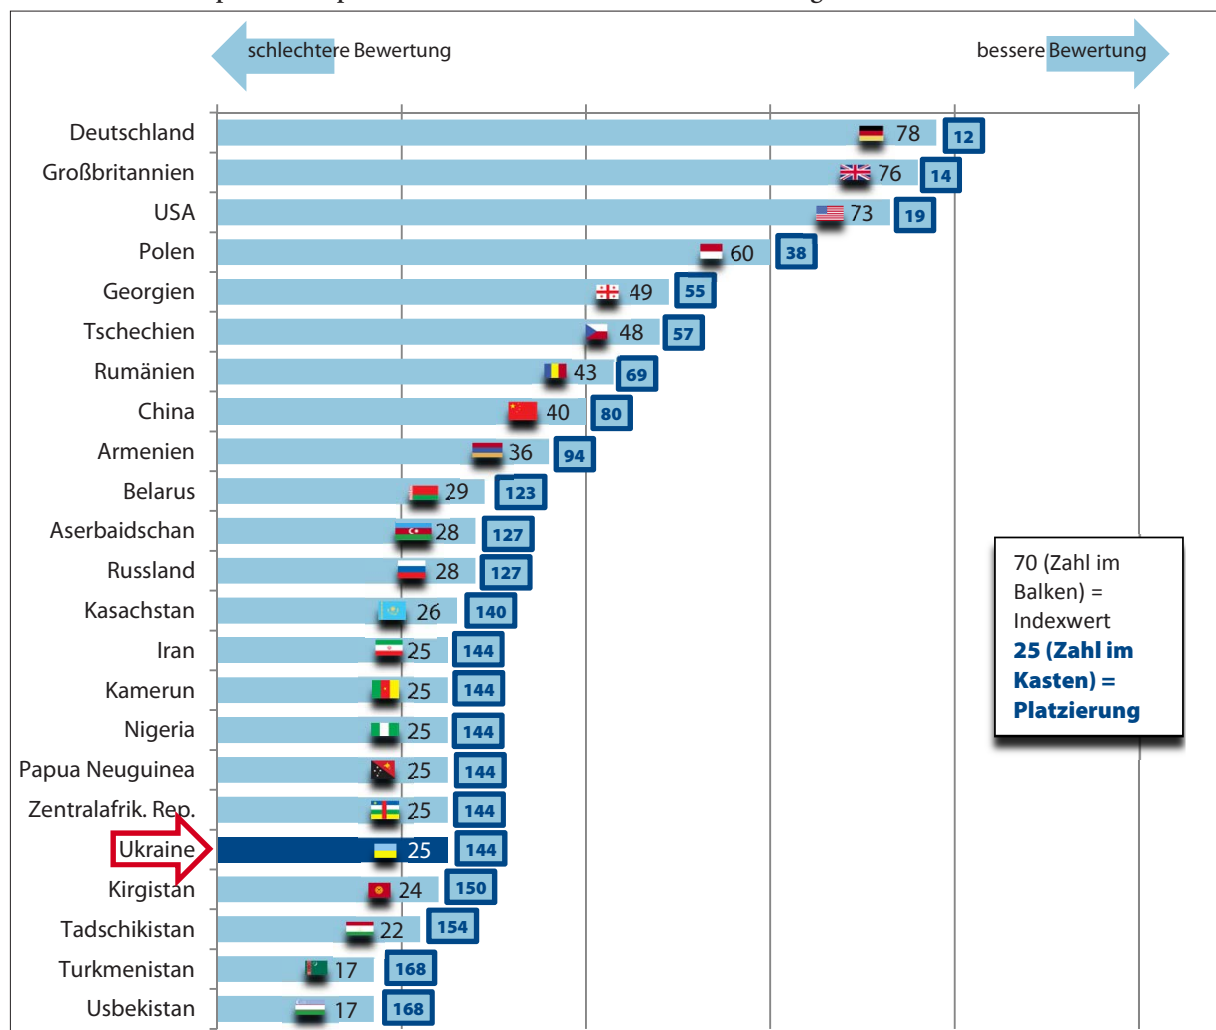 schlechtere Bewertung
bessere Bewertung
Deutschland 78 12
Großbritannien 76 14
USA 73 19
Polen 60 38
Georgien 49 55
Tschechien 48 57
Rumänien 43 69
China 40 80
Armenien 36 94
Belarus 29 123
Aserbaidschan 28 127
Russland 28 127
Kasachstan 26 140
Iran 25 144
Kamerun 25 144
Nigeria 25 144
Papua Neuguinea 25 144
Zentralafrik. Rep. 25 144
Ukraine 25 144
Kirgistan 24 150
Tadschikistan 22 154
Turkmenistan 17 168
Usbekistan 17 168
70 (Zahl im
Balken) =
Indexwert
25 (Zahl im
Kasten) =
Platzierung